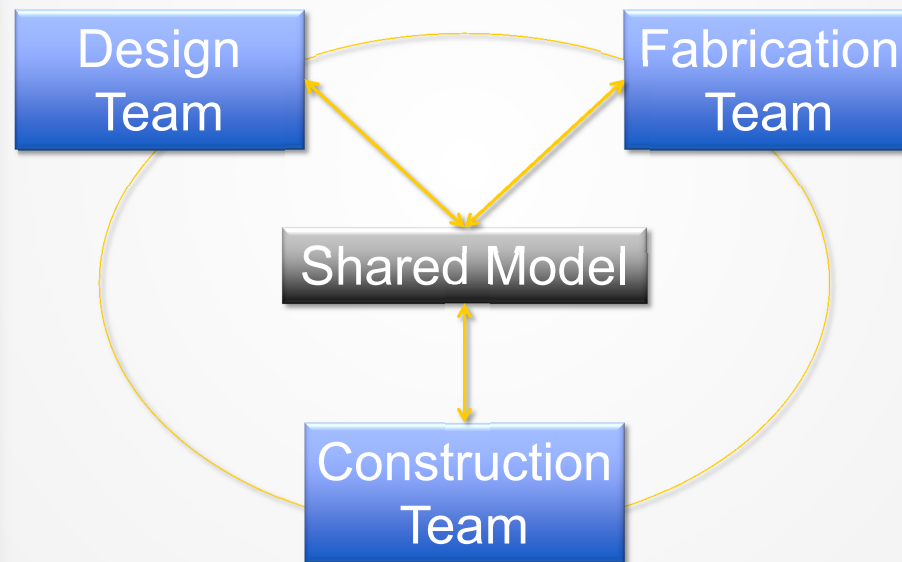 Design
Team
Fabrication
Team
Shared Model
Construction
Team